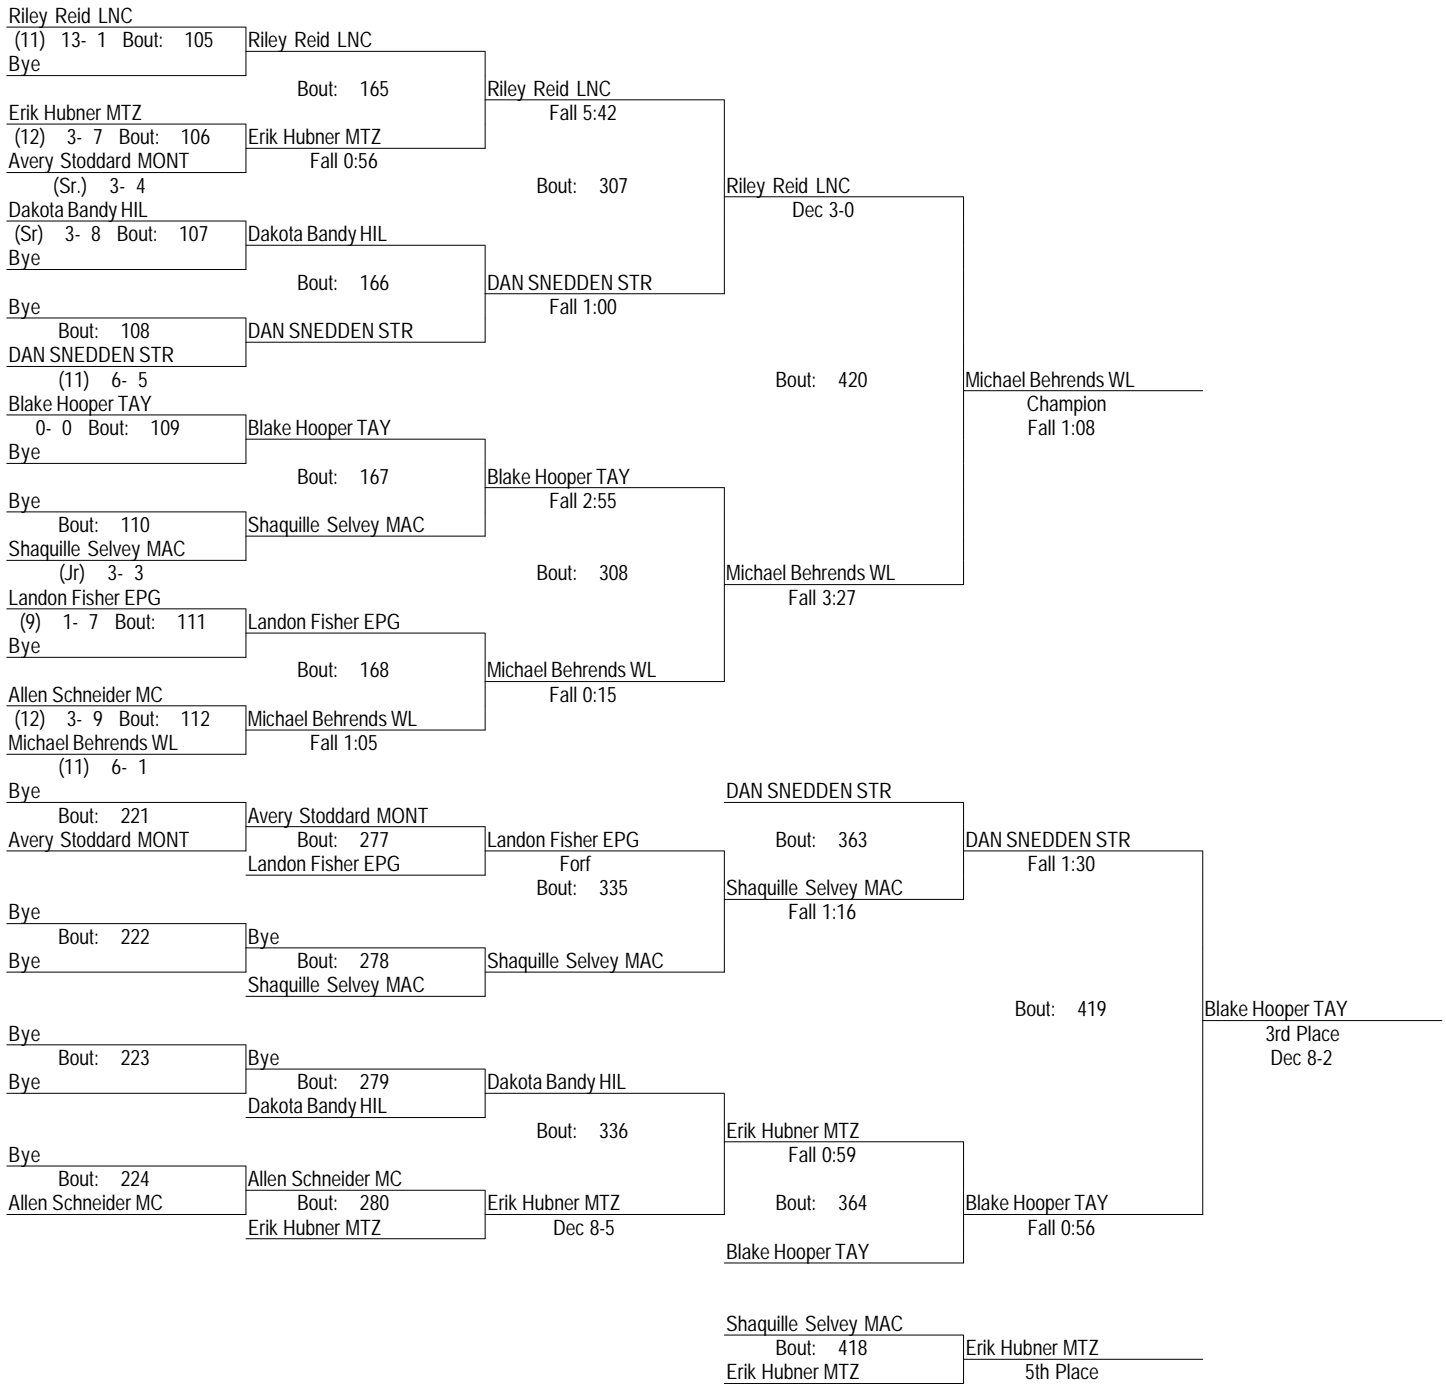 Riley Reid LNC
(11) 13- 1 Bout: 105 Riley Reid LNC
Bye
Bout: 165 Riley Reid LNC
Erik Hubner MTZ Fall 5:42
(12) 3- 7 Bout: 106 Erik Hubner MTZ
Avery Stoddard MONT Fall 0:56
(Sr.) 3- 4 Bout: 307 Riley Reid LNC
Dakota Bandy HIL Dec 3-0
(Sr) 3- 8 Bout: 107 Dakota Bandy HIL
Bye
Bout: 166 DAN SNEDDEN STR
Bye Fall 1:00
Bout: 108 DAN SNEDDEN STR
DAN SNEDDEN STR
(11) 6- 5 Bout: 420 Michael Behrends WL
Blake Hooper TAY Champion
0- 0 Bout: 109 Blake Hooper TAY Fall 1:08
Bye
Bout: 167 Blake Hooper TAY
Bye Fall 2:55
Bout: 110 Shaquille Selvey MAC
Shaquille Selvey MAC
(Jr) 3- 3 Bout: 308 Michael Behrends WL
Landon Fisher EPG Fall 3:27
(9) 1- 7 Bout: 111 Landon Fisher EPG
Bye
Bout: 168 Michael Behrends WL
Allen Schneider MC Fall 0:15
(12) 3- 9 Bout: 112 Michael Behrends WL
Michael Behrends WL Fall 1:05
(11) 6- 1
Bye DAN SNEDDEN STR
Bout: 221 Avery Stoddard MONT
Avery Stoddard MONT Bout: 277 Landon Fisher EPG Bout: 363 DAN SNEDDEN STR
Landon Fisher EPG Forf Fall 1:30
Bout: 335 Shaquille Selvey MAC
Bye Fall 1:16
Bout: 222 Bye
Bye Bout: 278 Shaquille Selvey MAC
Shaquille Selvey MAC
Bout: 419 Blake Hooper TAY
Bye 3rd Place
Bout: 223 Bye Dec 8-2
Bye Bout: 279 Dakota Bandy HIL
Dakota Bandy HIL
Bout: 336 Erik Hubner MTZ
Bye Fall 0:59
Bout: 224 Allen Schneider MC
Allen Schneider MC Bout: 280 Erik Hubner MTZ Bout: 364 Blake Hooper TAY
Erik Hubner MTZ Dec 8-5 Fall 0:56
Blake Hooper TAY
Shaquille Selvey MAC
Bout: 418 Erik Hubner MTZ
Erik Hubner MTZ 5th Place